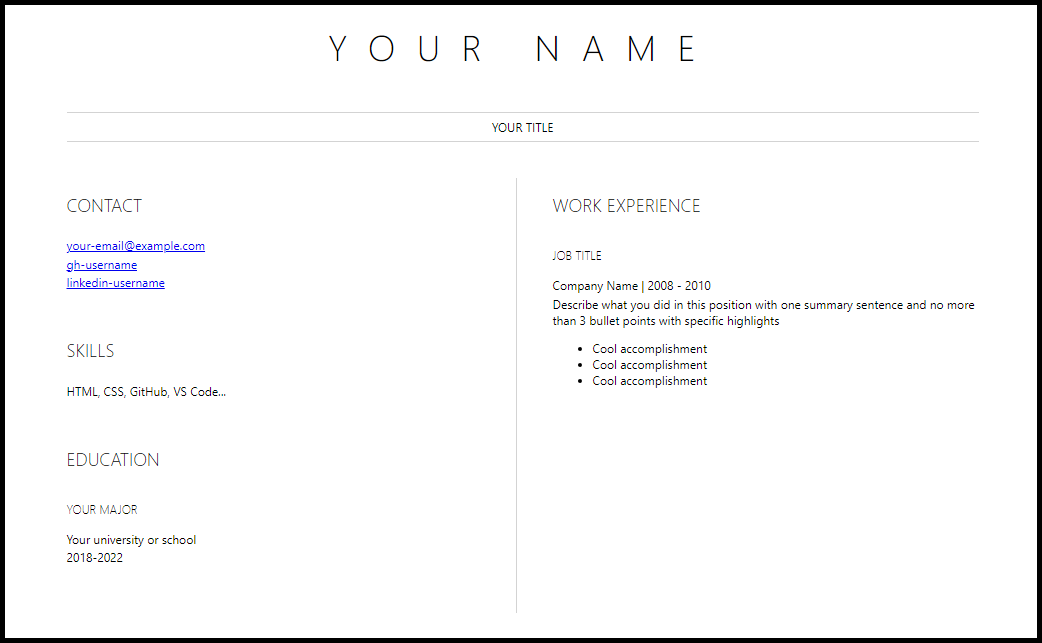 YOUR NAME
YOUR TITLE
CONTACT
your-email@example.com
gh-username
linkedin-username
SKILLS
HTML, CSS, GitHub, VS Code...
EDUCATION
YOUR MAJOR
Your university or school
2018-2022
WORK EXPERIENCE
JOB TITLE
Company Name | 2008 - 2010
Describe what you did in this position with one summary sentence and no more
than 3 bullet points with specific highlights
• Cool accomplishment
• Cool accomplishment
• Cool accomplishment